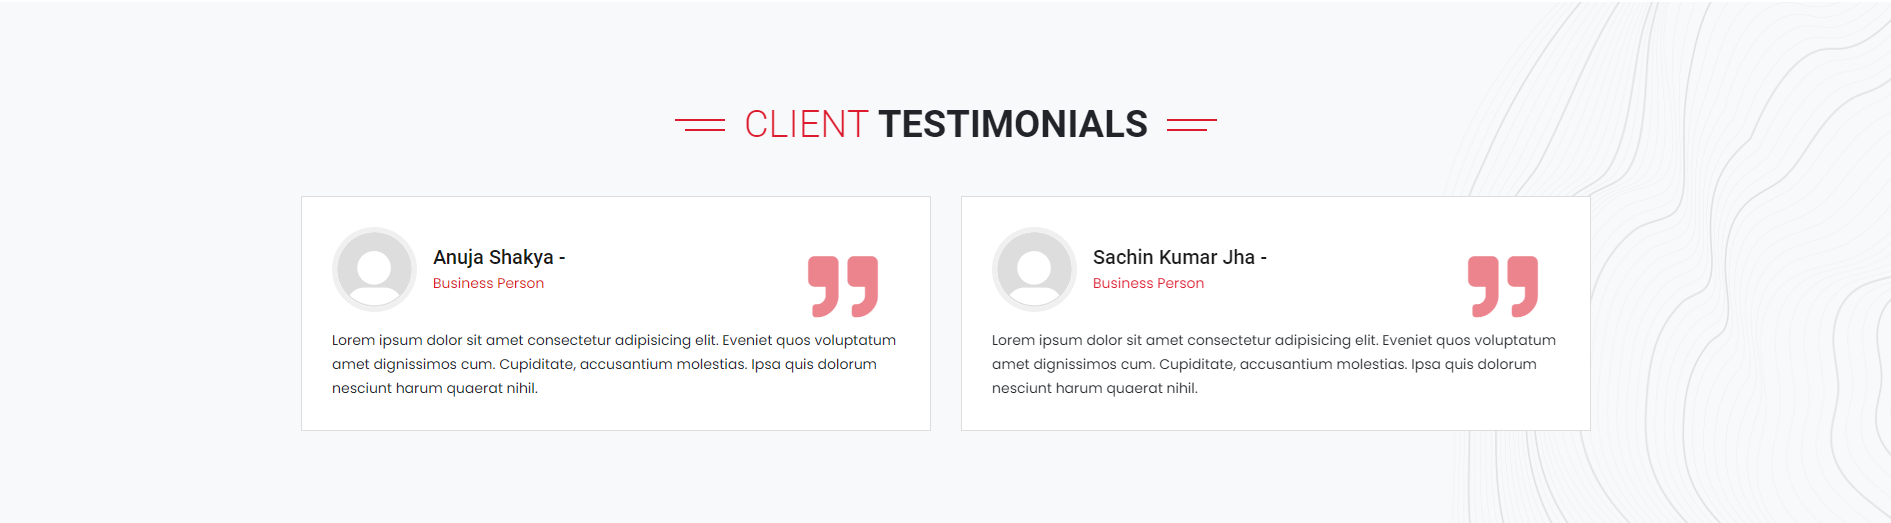 CLIENT TESTIMONIALS
Anuja Shakya -
Business Person
Lorem ipsum dolor sit amet consectetur adipisicing elit. Eveniet quos voluptatum
amet dignissimos cum. Cupiditate, accusantium molestias. Ipsa quis dolorum
nesciunt harum quaerat nihil.
Sachin Kumar Jha -
Business Person
Lorem ipsum dolor sit amet consectetur adipisicing elit. Eveniet quos voluptatum
amet dignissimos cum. Cupiditate, accusantium molestias. Ipsa quis dolorum
nesciunt harum quaerat nihil.